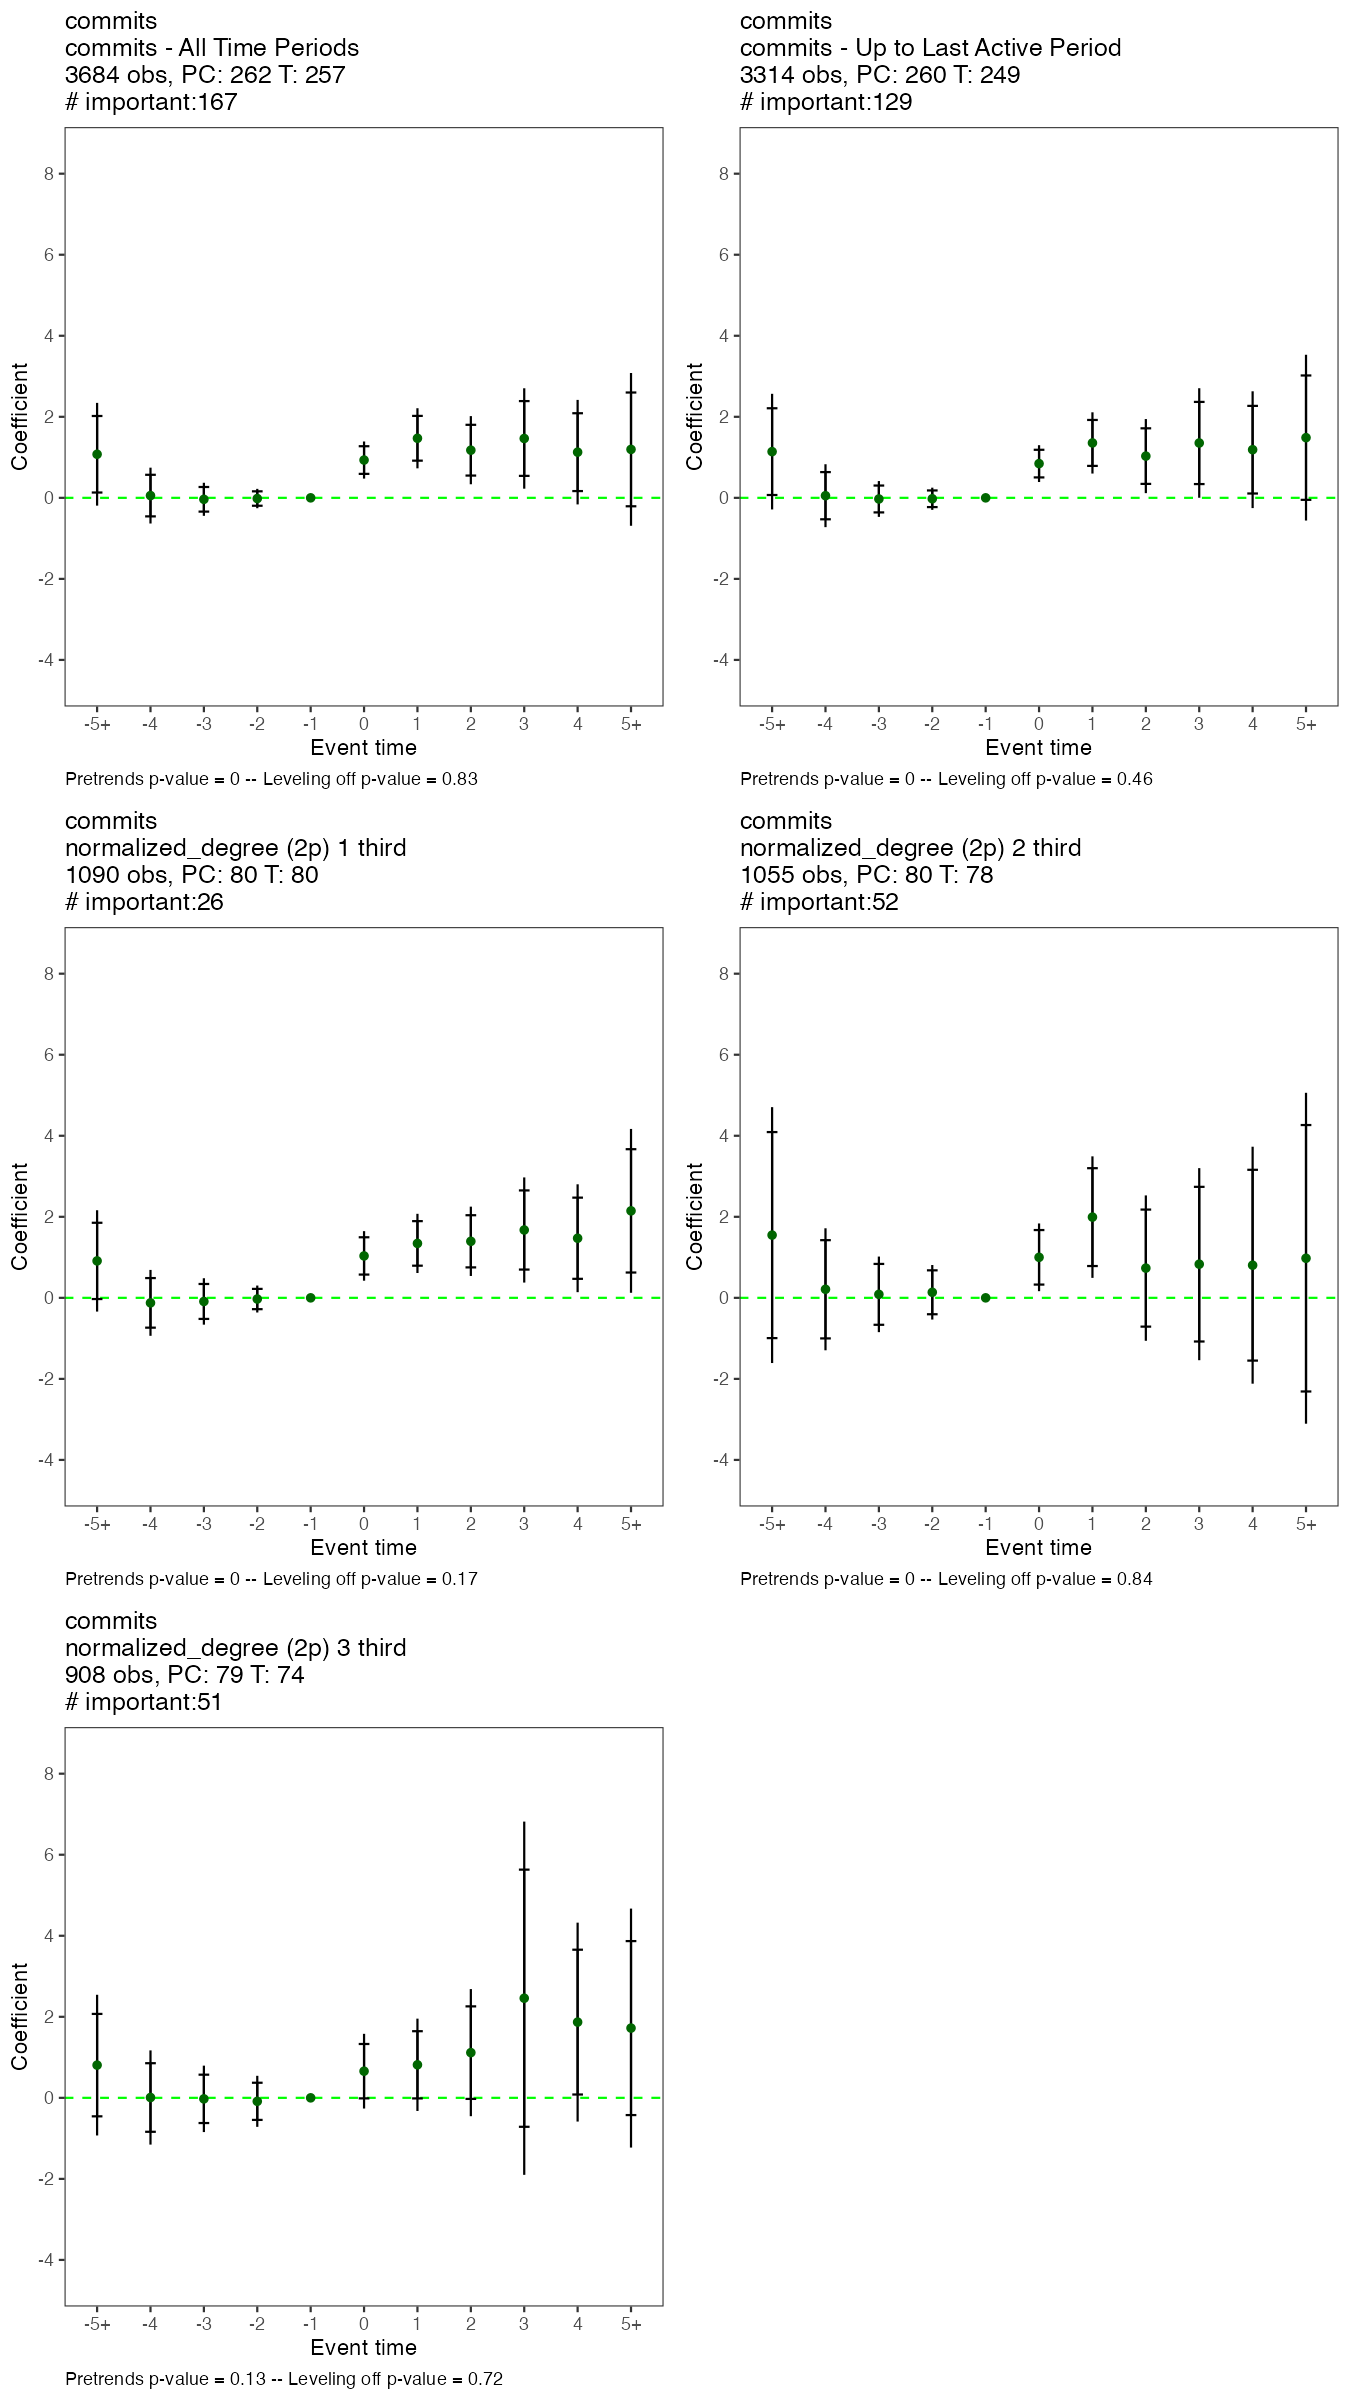 commits
commits - All Time Periods
3684 obs, PC: 262 T: 257
# important:167
8
6
4
2
0
-2
-4
Coefficient
-5+ -4 -3 -2 -1 0 1 2 3 4 5+
Event time
Pretrends p-value = 0 -- Leveling off p-value = 0.83
commits
commits - Up to Last Active Period
3314 obs, PC: 260 T: 249
# important:129
8
6
4
2
0
-2
-4
Coefficient
-5+ -4 -3 -2 -1 0 1 2 3 4 5+
Event time
Pretrends p-value = 0 -- Leveling off p-value = 0.46
commits
normalized_degree (2p) 1 third
1090 obs, PC: 80 T: 80
# important:26
8
6
4
2
0
-2
-4
Coefficient
-5+ -4 -3 -2 -1 0 1 2 3 4 5+
Event time
Pretrends p-value = 0 -- Leveling off p-value = 0.17
commits
normalized_degree (2p) 2 third
1055 obs, PC: 80 T: 78
# important:52
8
6
4
2
0
-2
-4
Coefficient
-5+ -4 -3 -2 -1 0 1 2 3 4 5+
Event time
Pretrends p-value = 0 -- Leveling off p-value = 0.84
commits
normalized_degree (2p) 3 third
908 obs, PC: 79 T: 74
# important:51
8
6
4
2
0
-2
-4
Coefficient
-5+ -4 -3 -2 -1 0 1 2 3 4 5+
Event time
Pretrends p-value = 0.13 -- Leveling off p-value = 0.72